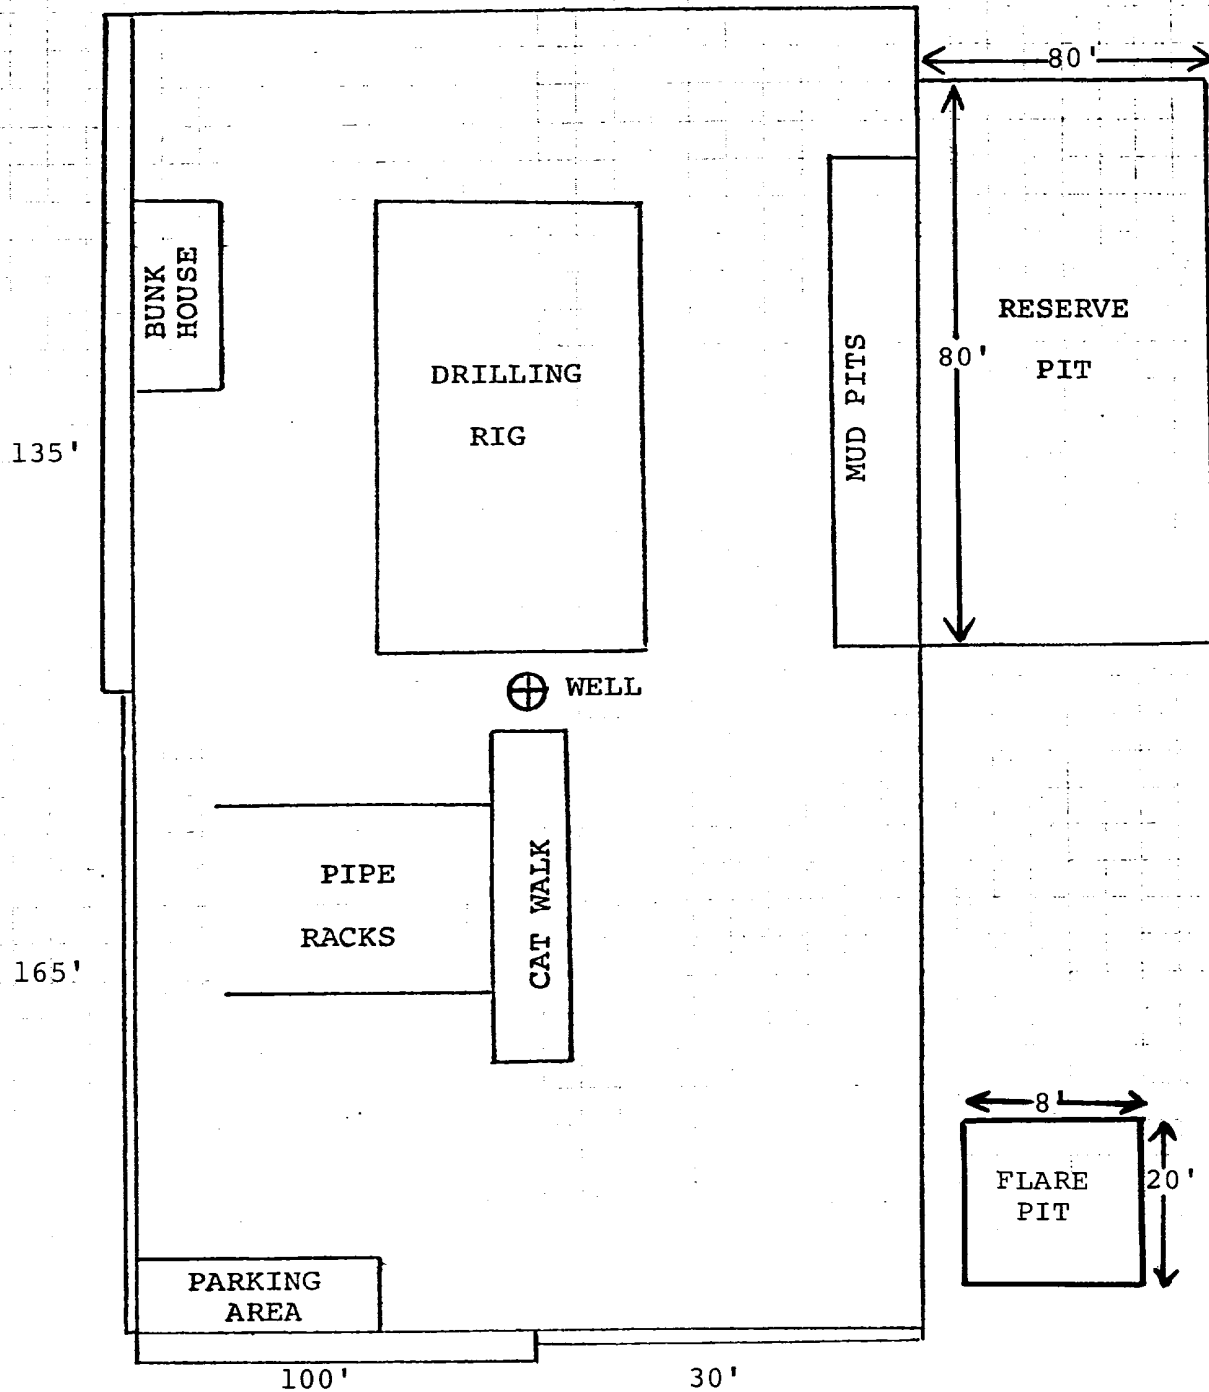 80'
BUNK
HOUSE
DRILLING
RIG
MUD PITS
80'
RESERVE
PIT
135'
WELL
PIPE
RACKS
CAT WALK
165'
8'
FLARE
PIT
20'
PARKING
AREA
100'
30'